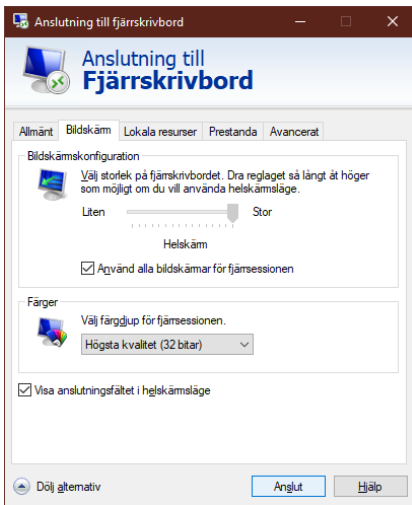 Anslutning till fjärrskrivbord
Anslutning till
Fjärrskrivbord
Allmänt Bildskärm Lokala resurser Prestanda Avancerat
Bildskärmskonfiguration
Välj storlek på fjärrskrivbordet. Dra reglaget så långt åt höger
som möjligt om du vill använda helskärmsläge.
Liten Stor
Helskärm
Använd alla bildskärmar för fjärrsessionen
Färger
Välj färgdjup för fjärrsessionen.
Högsta kvalitet (32 bitar)
Visa anslutningsfältet i helskärmsläge
Dölj alternativ Anslut Hjälp